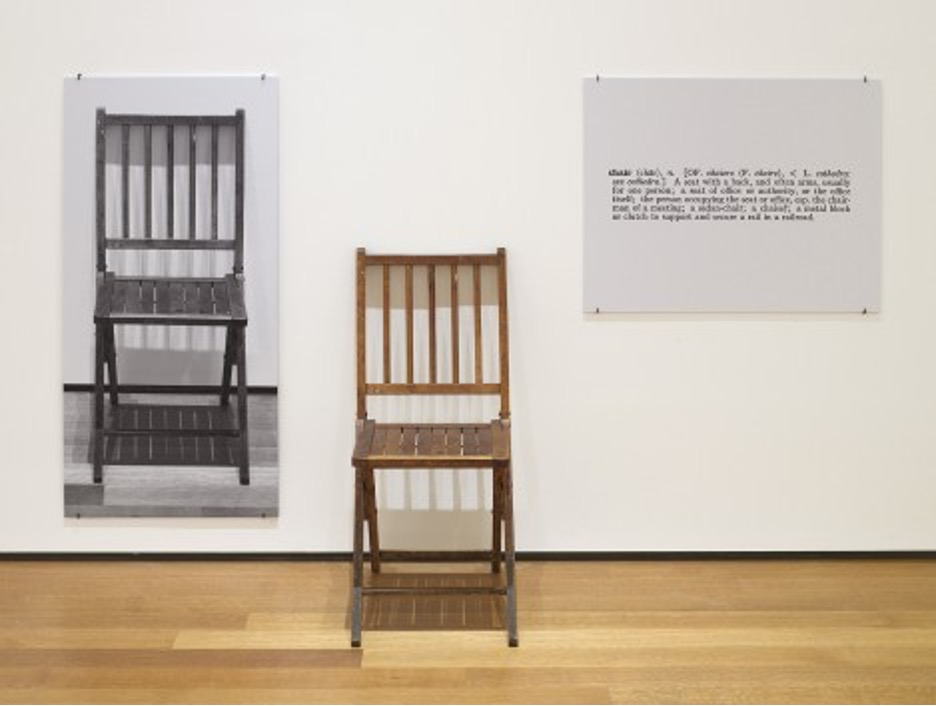 chair (châr), n. [OF. chaiere (F. chaire), < L. cathedra:
see cathedra.] A seat with a back, and often arms, usually
for one person; a seat of office or authority, or the office
itself; the person occupying the seat or office, esp. the chair-
man of a meeting; a sedan-chair; a chaise†; a metal block
or clutch to support and secure a rail in a railroad.